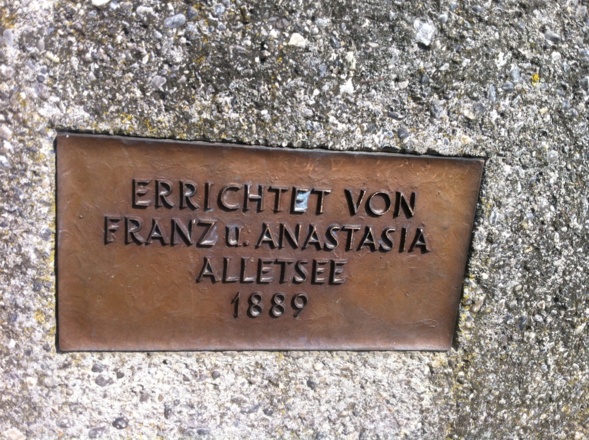 ERRICHTET VON
FRANZ u. ANASTASIA
ALLETSEE
1889